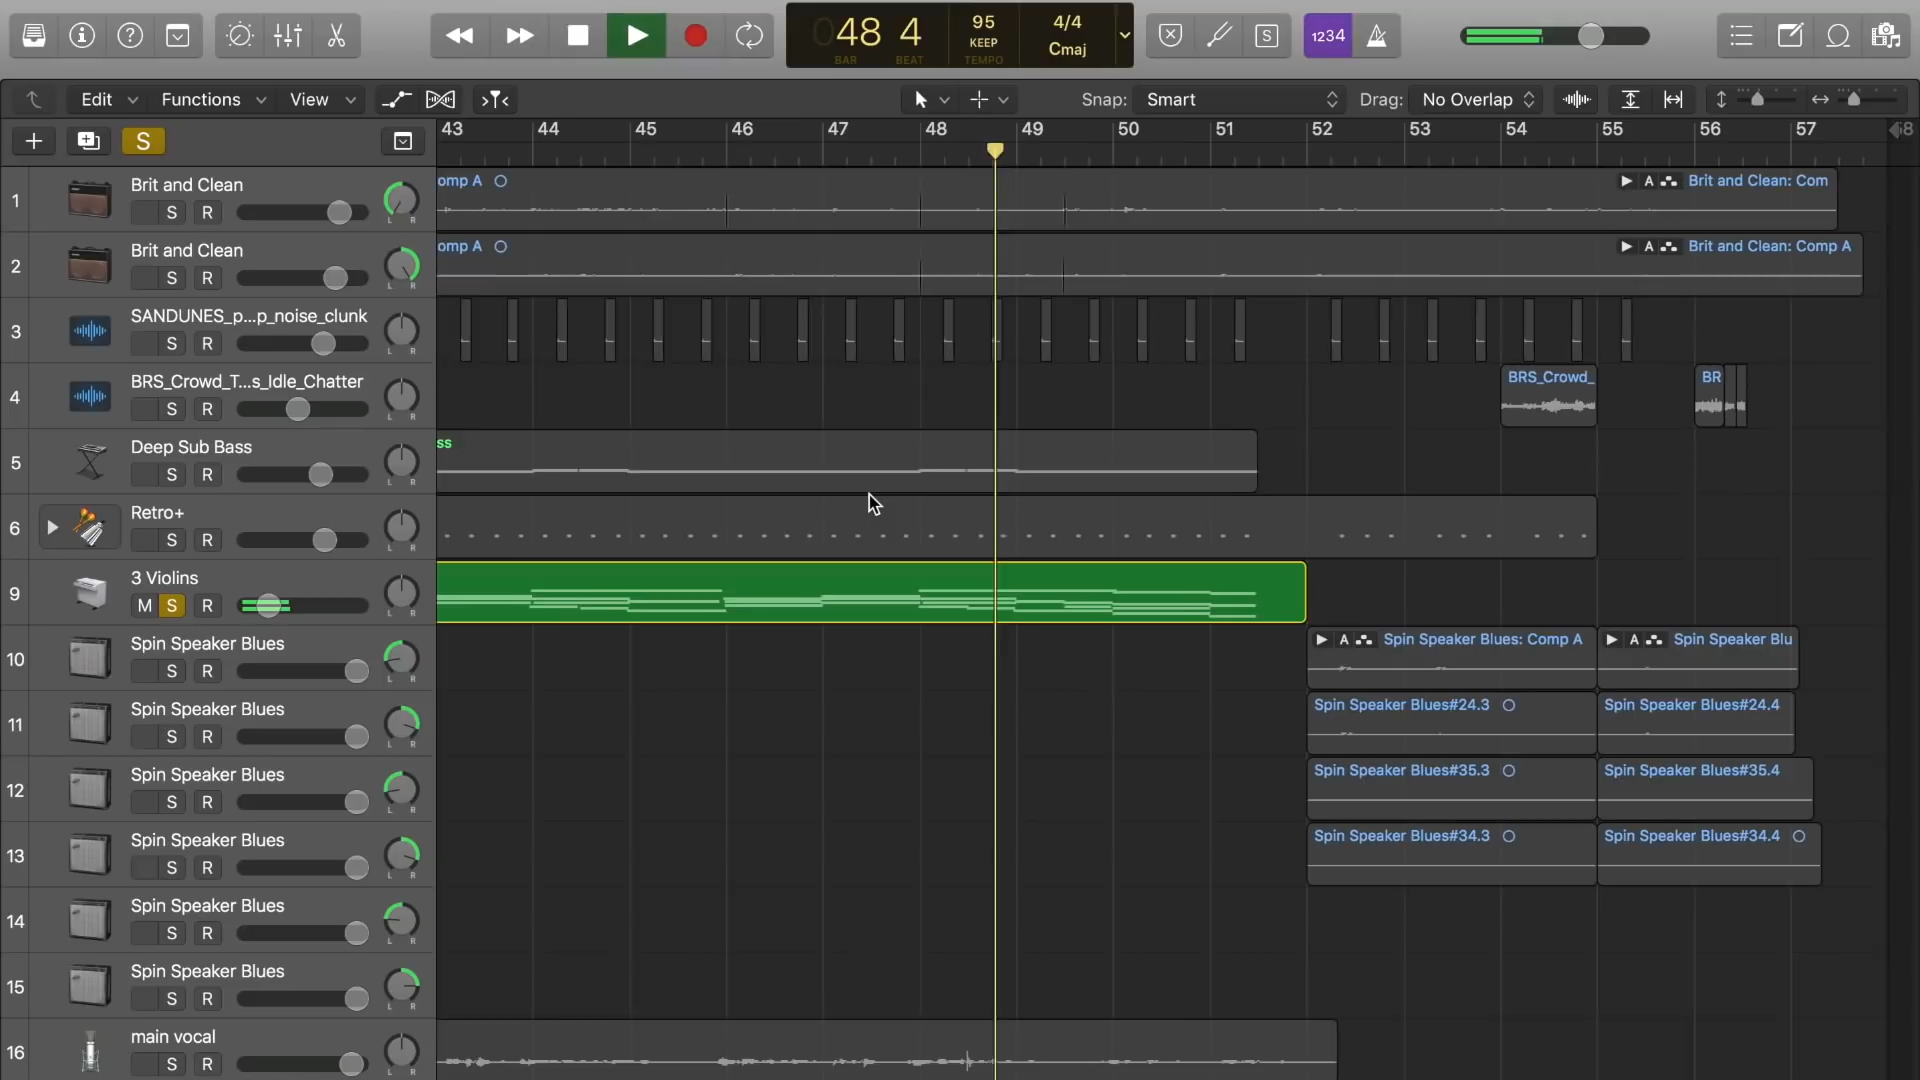 48 4 95 4/4
KEEP Cmaj
BAR BEAT TEMPO
S
1234
Edit Functions View Snap: Smart Drag: No Overlap
S
43 44 45 46 47 48 49 50 51 52 53 54 55 56 57 58
1 Brit and Clean
S R
L R
omp A
A Brit and Clean: Com
2 Brit and Clean
S R
L R
omp A
A Brit and Clean: Comp A
3 SANDUNES_p...p_noise_clunk
S R
L R
4 BRS_Crowd_T...s_Idle_Chatter
S R
L R
BRS_Crowd_
BR
5 Deep Sub Bass
S R
L R
ss
6 Retro+
S R
L R
9 3 Violins
M S R
L R
10 Spin Speaker Blues
S R
L R
A Spin Speaker Blues: Comp A
A Spin Speaker Blu
11 Spin Speaker Blues
S R
L R
Spin Speaker Blues#24.3
Spin Speaker Blues#24.4
12 Spin Speaker Blues
S R
L R
Spin Speaker Blues#35.3
Spin Speaker Blues#35.4
13 Spin Speaker Blues
S R
L R
Spin Speaker Blues#34.3
Spin Speaker Blues#34.4
14 Spin Speaker Blues
S R
L R
15 Spin Speaker Blues
S R
L R
16 main vocal
S R
L R